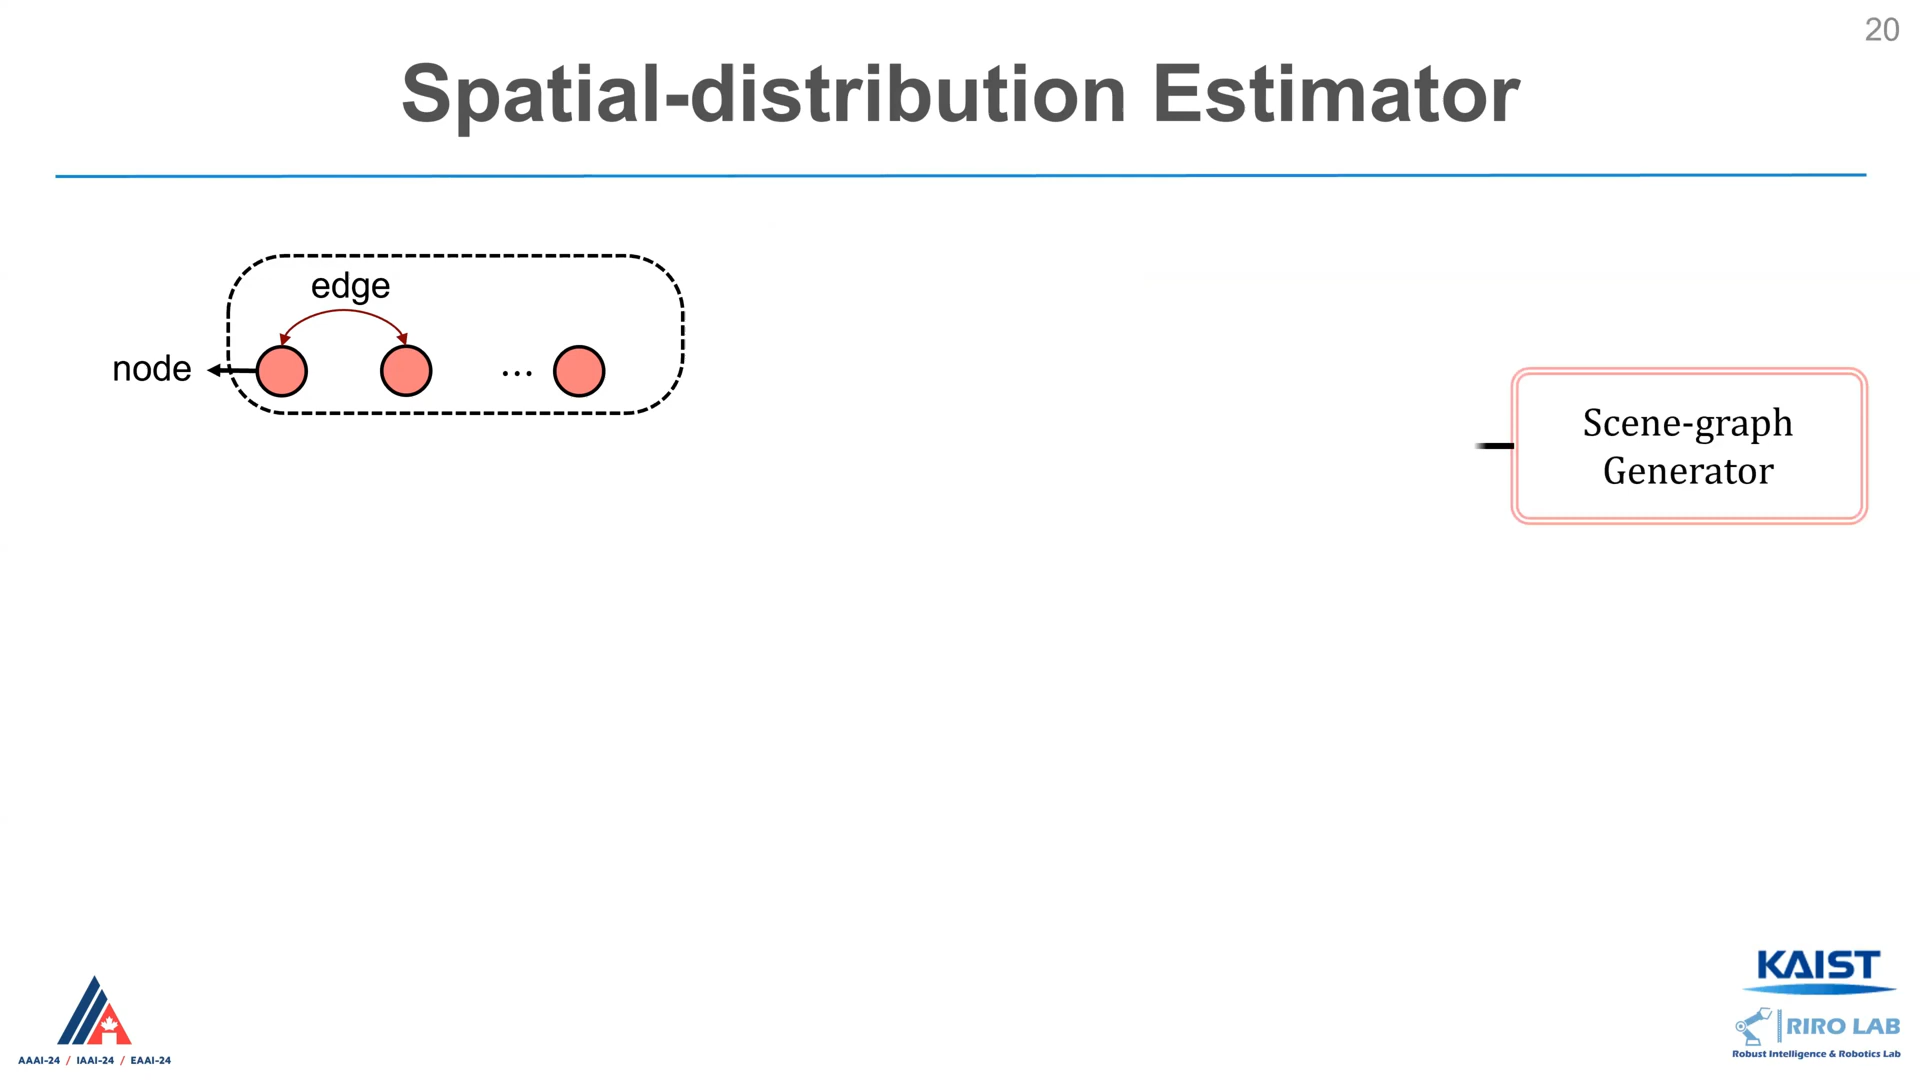 20
Spatial-distribution Estimator
edge
node
...
Scene-graph
Generator
KAIST
RIRO LAB
Robust Intelligence & Robotics Lab
AAAI-24 / IAAI-24 / EAAI-24